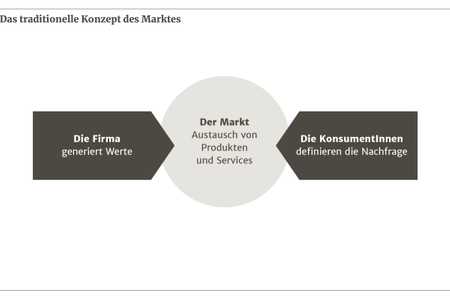 Das traditionelle Konzept des Marktes
Die Firma
generiert Werte
Der Markt
Austausch von
Produkten
und Services
Die KonsumentInnen
definieren die Nachfrage